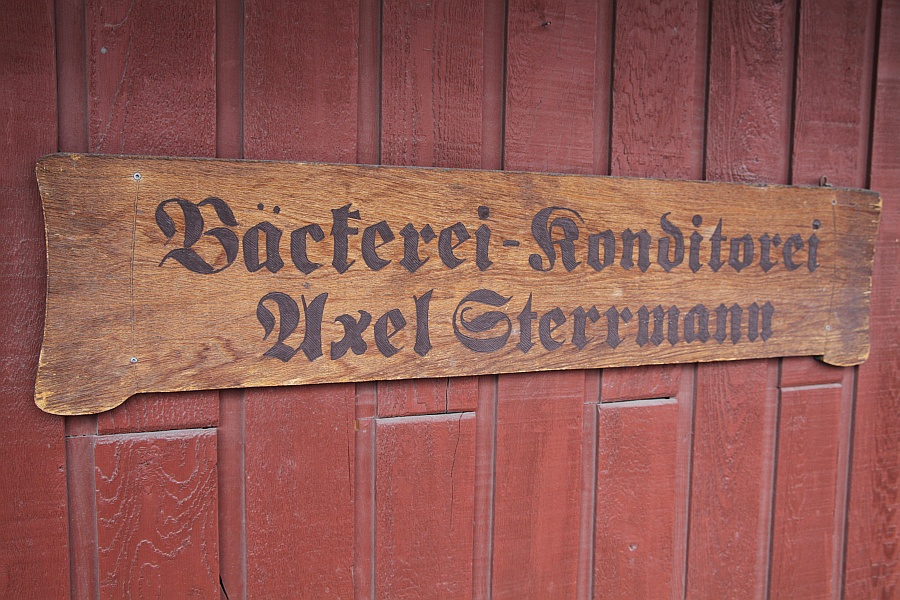 Bäckerei-Konditorei
Axel Sterrmann